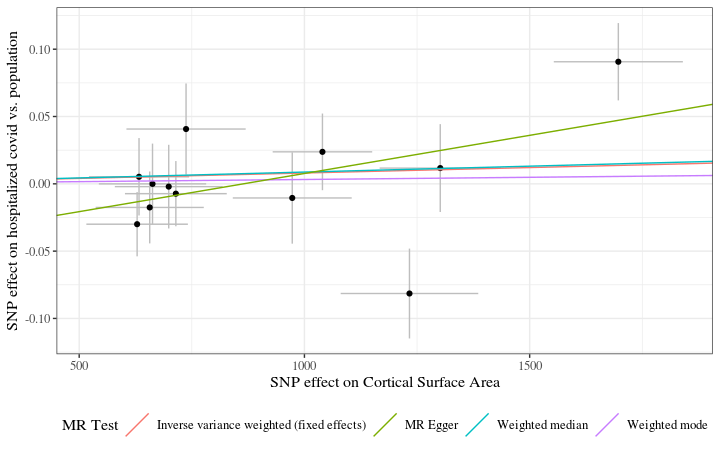 SNP effect on hospitalized covid vs. population
0.10
0.05
0.00
-0.05
-0.10
500
1000
1500
SNP effect on Cortical Surface Area
MR Test
Inverse variance weighted (fixed effects)
MR Egger
Weighted median
Weighted mode